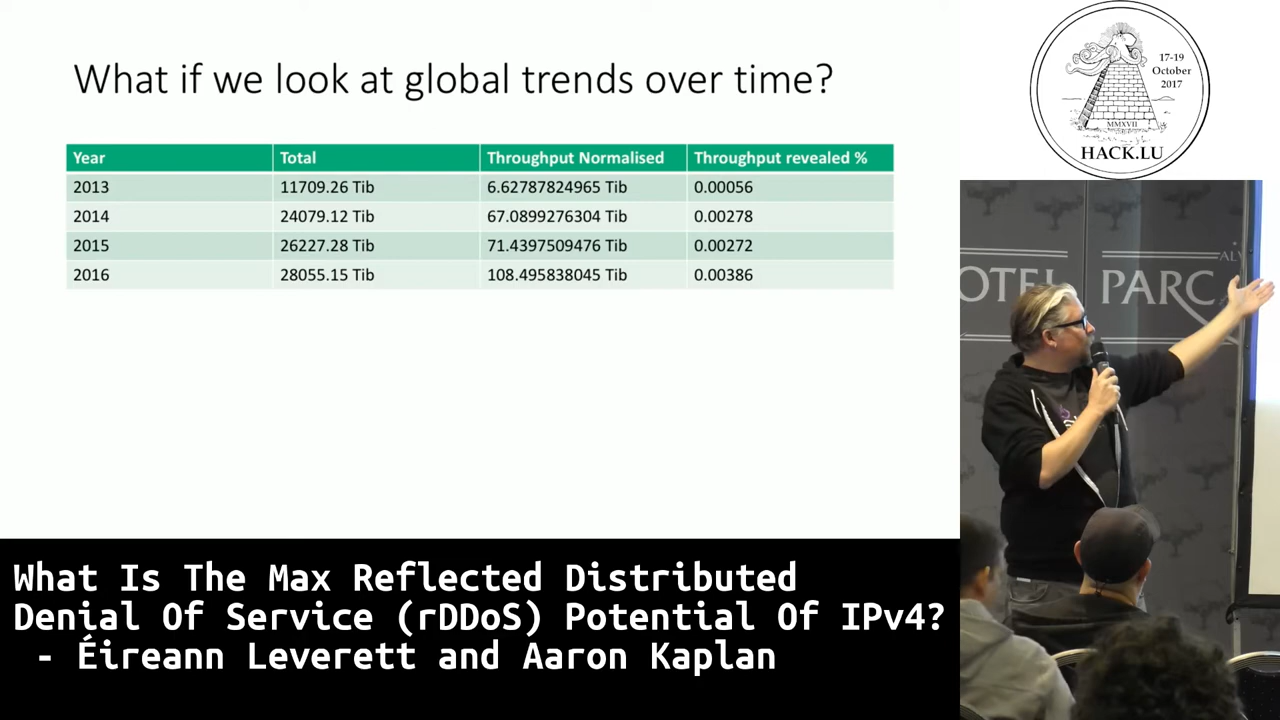 What if we look at global trends over time?
Year Total Throughput Normalised Throughput revealed %
2013 11709.26 Tib 6.62787824965 Tib 0.00056
2014 24079.12 Tib 67.0899276304 Tib 0.00278
2015 26227.28 Tib 71.4397509476 Tib 0.00272
2016 28055.15 Tib 108.495838045 Tib 0.00386
17-19
October
2017
MMXVII
HACK.LU
ALV
OTEL PARC
What Is The Max Reflected Distributed
Denial Of Service (rDDoS) Potential Of IPv4?
- Éireann Leverett and Aaron Kaplan